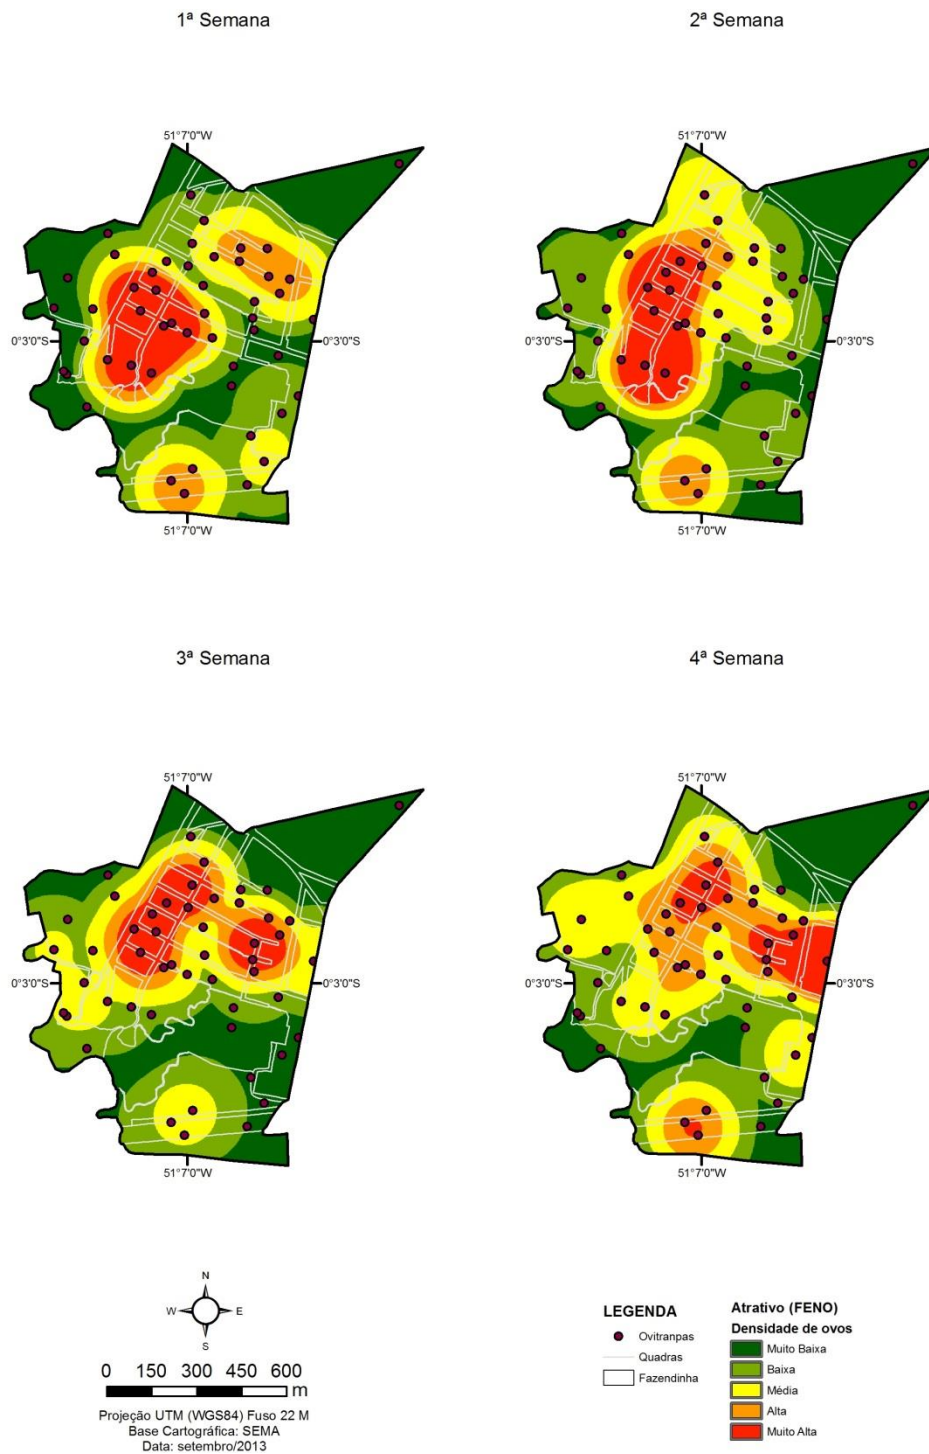 1ª Semana
2ª Semana
51°7'0"W
51°7'0"W
0°3'0"S
0°3'0"S
0°3'0"S
0°3'0"S
51°7'0"W
51°7'0"W
3ª Semana
4ª Semana
51°7'0"W
51°7'0"W
0°3'0"S
0°3'0"S
0°3'0"S
0°3'0"S
51°7'0"W
51°7'0"W
N
W
E
S
0 150 300 450 600
m
Projeção UTM (WGS84) Fuso 22 M
Base Cartográfica: SEMA
Data: setembro/2013
LEGENDA
Ovitranpas
Quadras
Fazendinha
Atrativo (FENO)
Densidade de ovos
Muito Baixa
Baixa
Média
Alta
Muito Alta